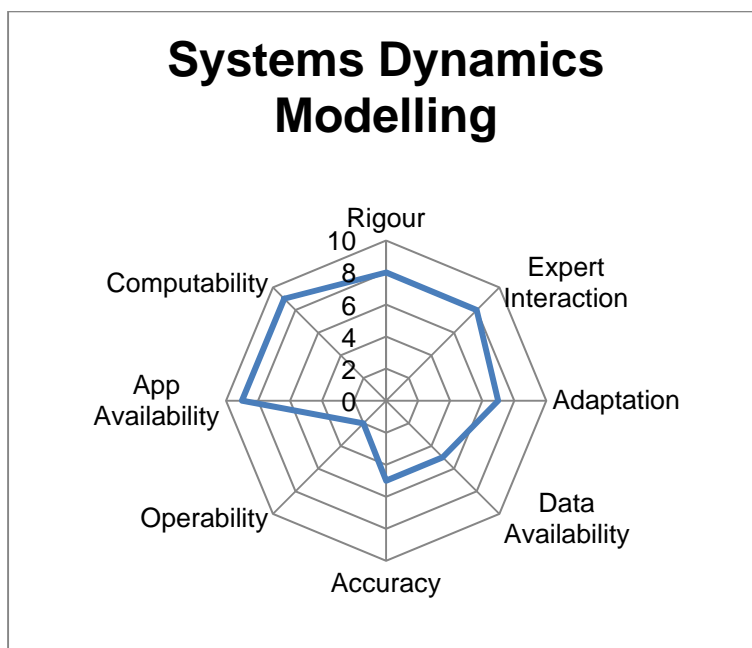 Systems Dynamics
Modelling
Rigour
10
8
6
4
2
0
Expert
Interaction
Adaptation
Data
Availability
Accuracy
Operability
App
Availability
Computability